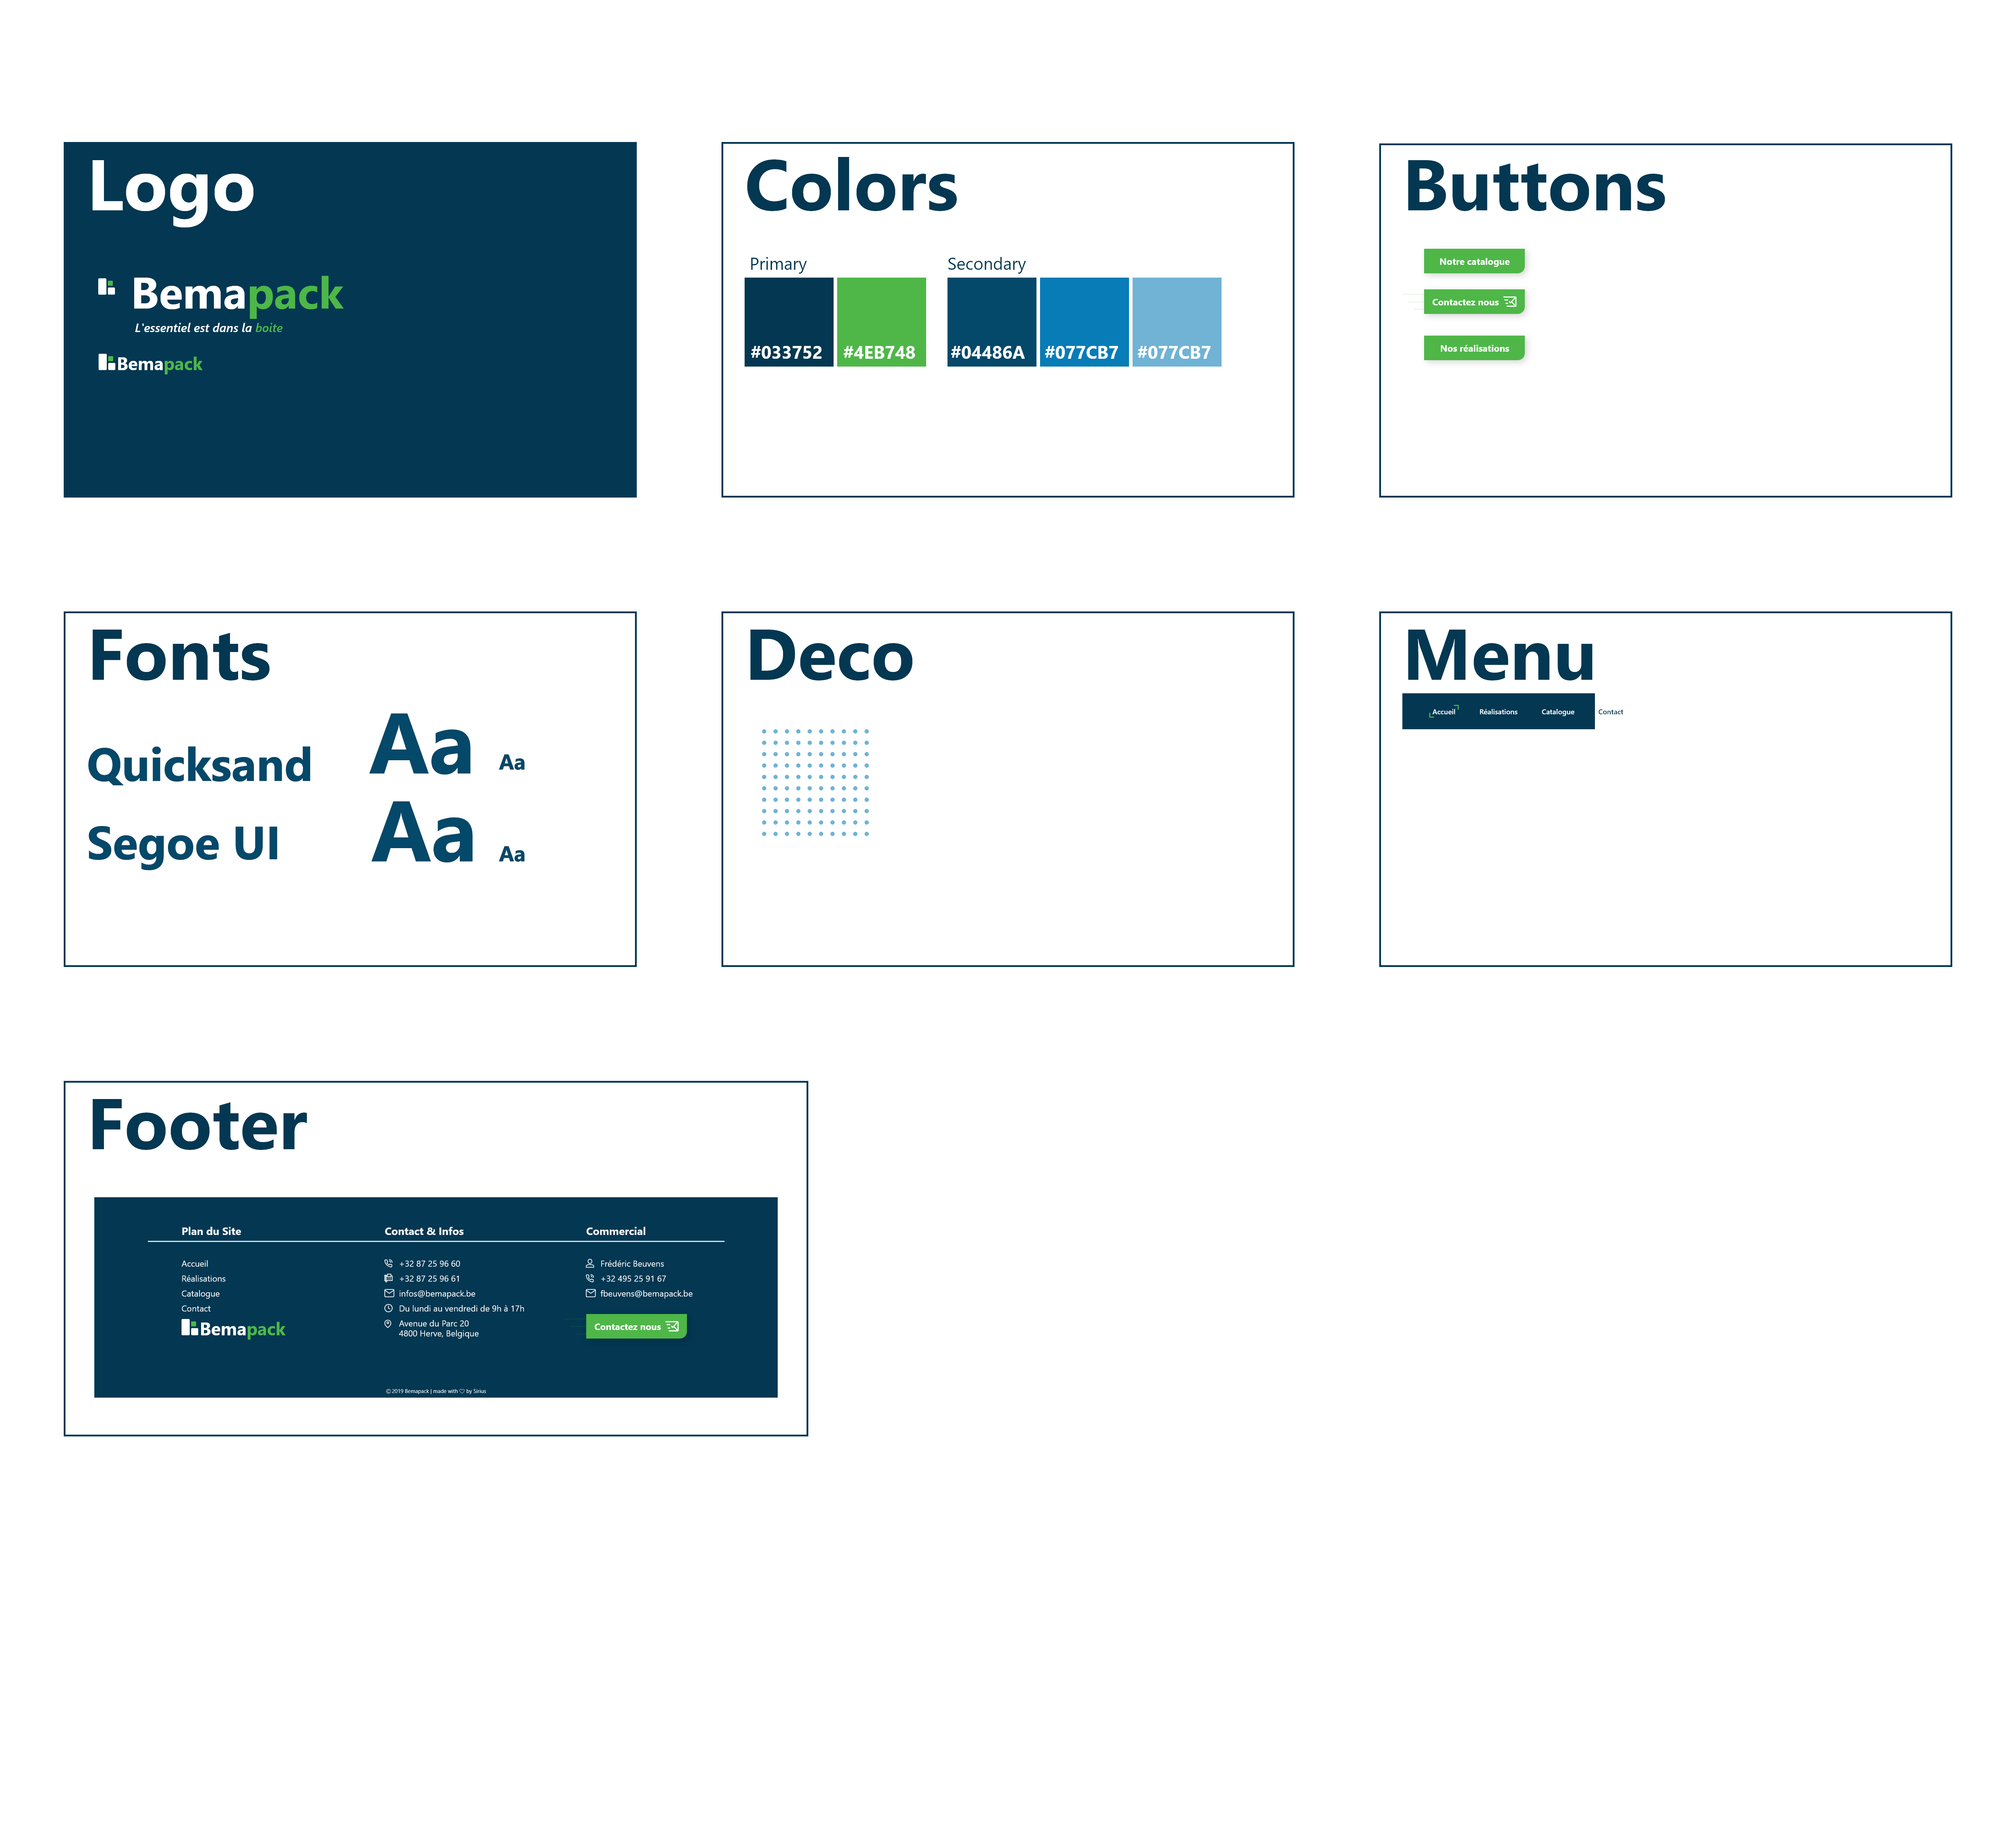 Logo
Bemapack
L'essentiel est dans la boite
Bemapack
Colors
Primary
Secondary
#033752
#4EB748
#04486A
#077CB7
#077CB7
Buttons
Notre catalogue
Contactez nous
Nos réalisations
Fonts
Quicksand
Aa
Aa
Segoe UI
Aa
Aa
Deco
Menu
Accueil
Réalisations
Catalogue
Contact
Footer
Plan du Site
Accueil
Réalisations
Catalogue
Contact
Bemapack
Contact & Infos
+32 87 25 96 60
+32 87 25 96 61
infos@bemapack.be
Du lundi au vendredi de 9h à 17h
Avenue du Parc 20
4800 Herve, Belgique
Commercial
Frédéric Beuvens
+32 495 25 91 67
fbeuvens@bemapack.be
Contactez nous
©2019 Bemapack | made with ♡ by Sirius